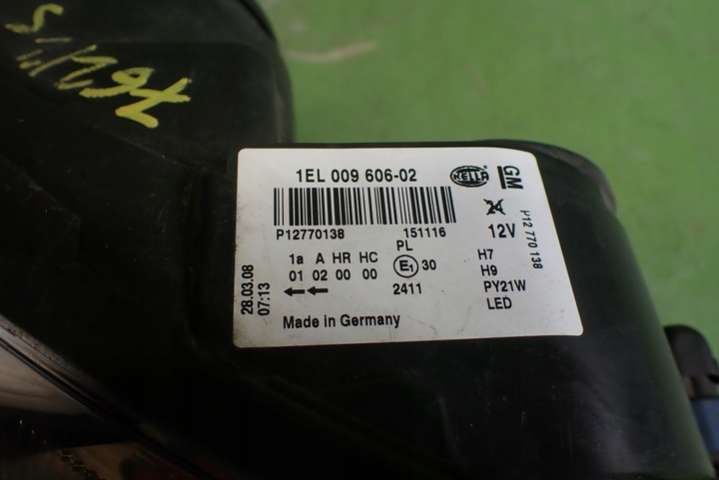 1EL 009 606-02
HELLA
GM
P12770138 151116
24
12V
P12 770 138
PL
1a A HR HC
01 02 00 00
E1 30
2411
H7
H9
PY21W
LED
28.03.08
07:13
Made in Germany